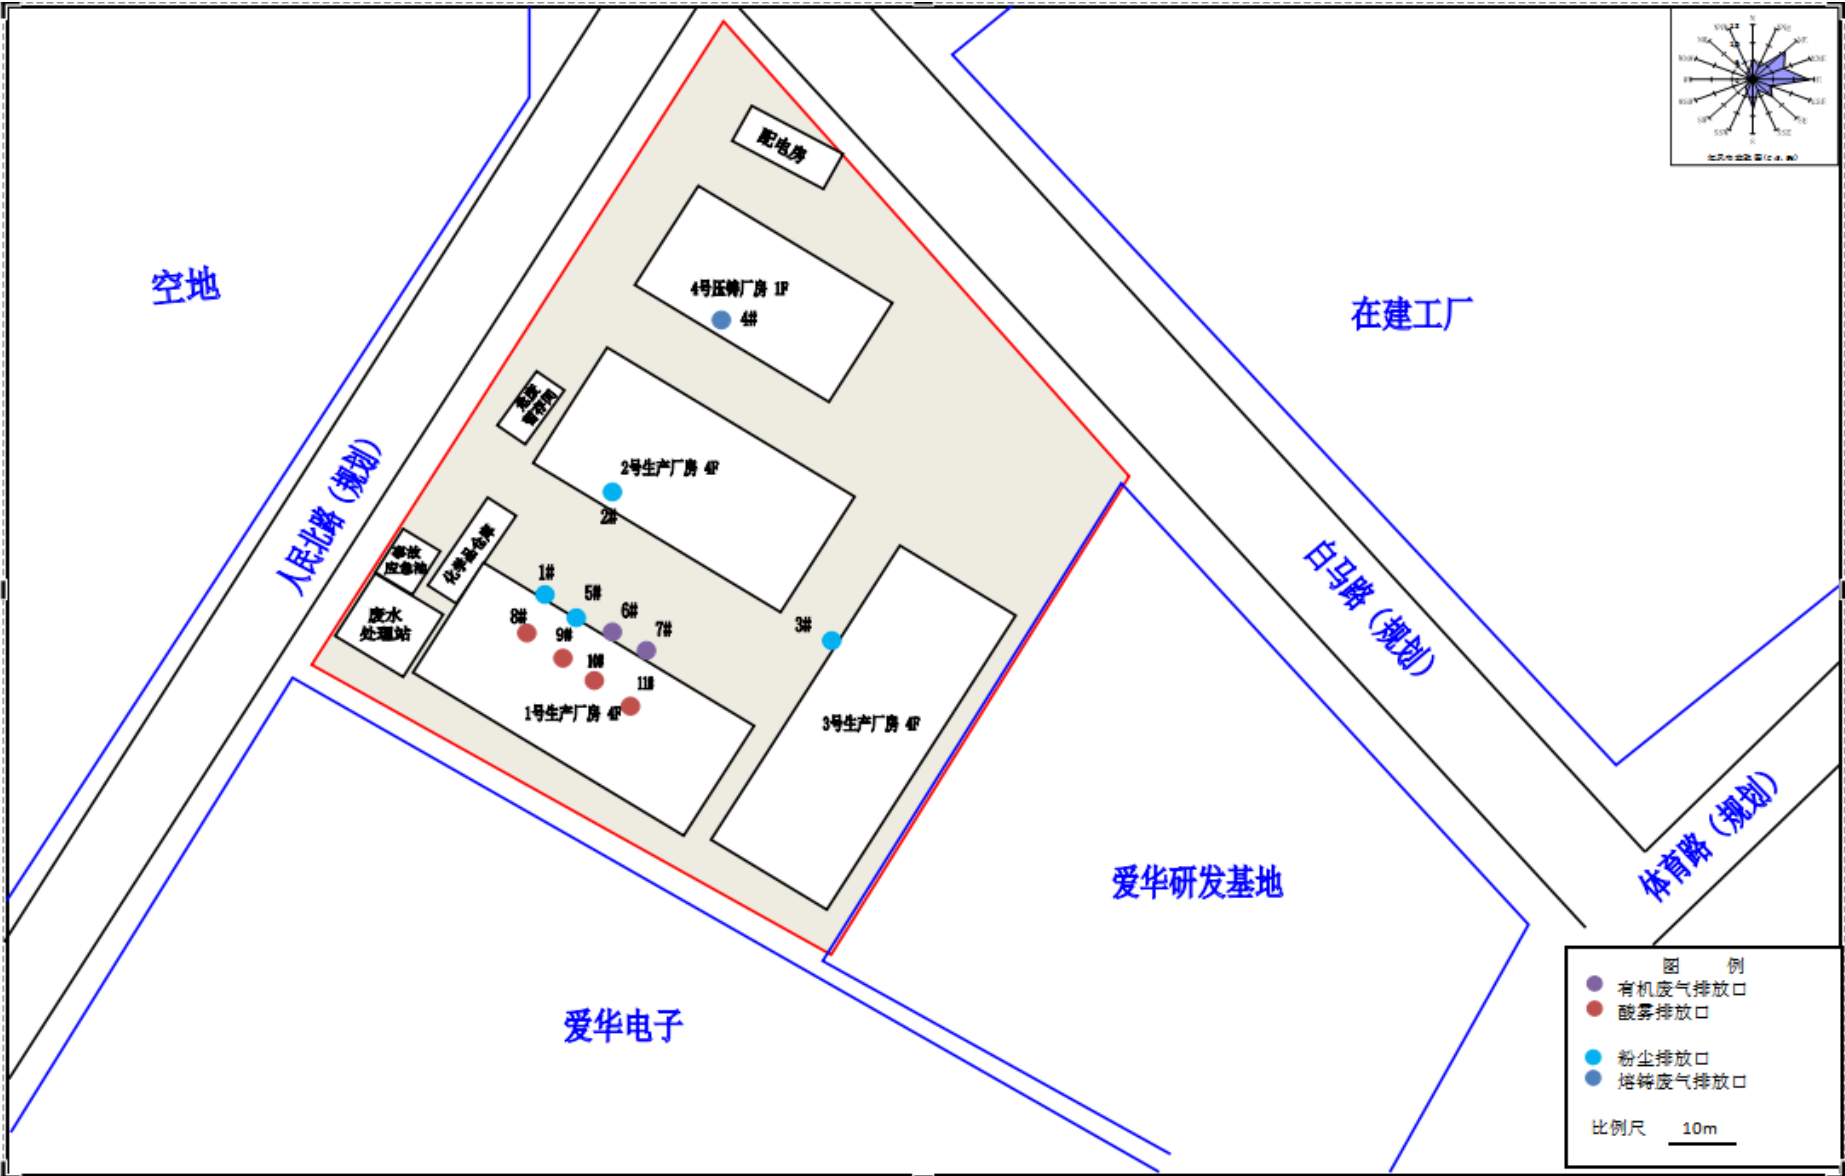 配电房
4号压铸厂房 1F
4#
空地
在建工厂
危废
暂存间
2号生产厂房 4F
2#
人民北路（规划）
化学品仓库
事故
应急池
废水
处理站
1#
5#
6#
7#
8#
9#
10#
11#
1号生产厂房 4F
3#
3号生产厂房 4F
白马路（规划）
体育路（规划）
爱华研发基地
爱华电子
图 例
有机废气排放口
酸雾排放口
粉尘排放口
熔铸废气排放口
比例尺 10m